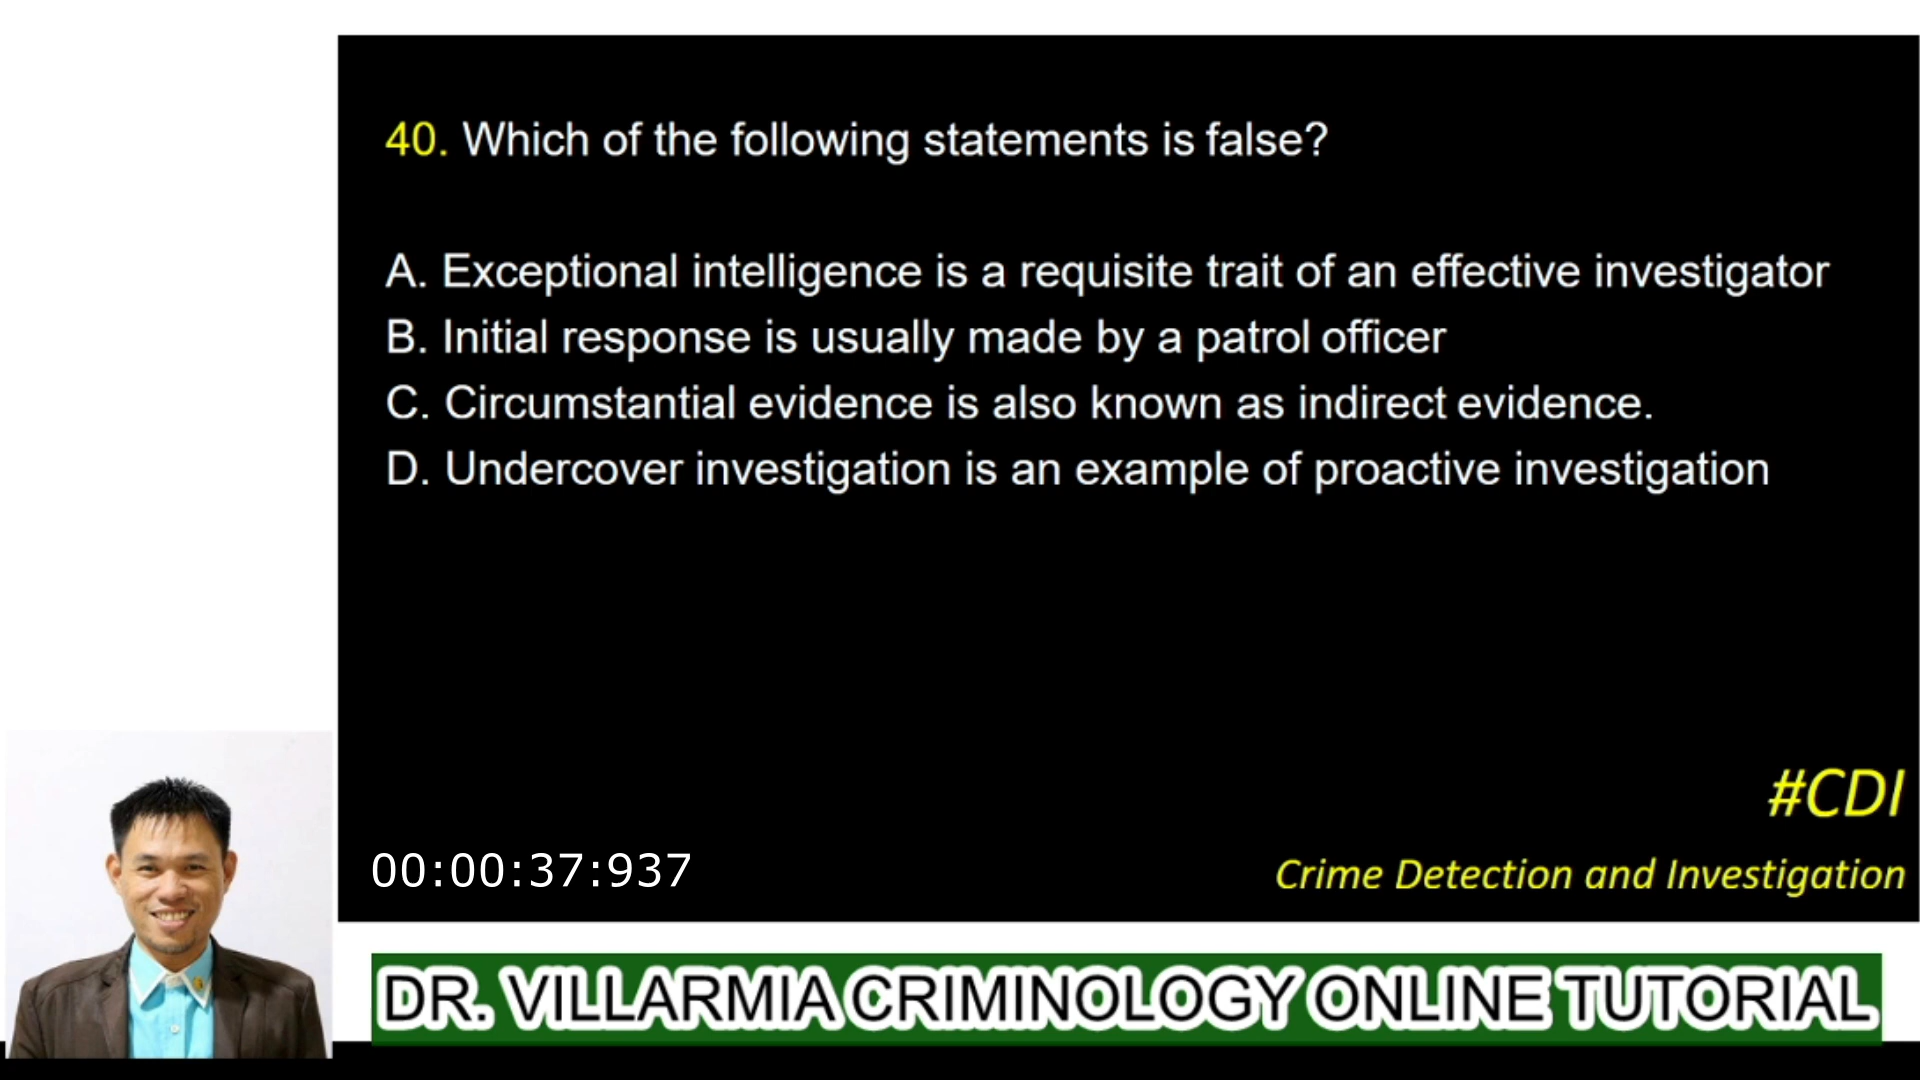 40. Which of the following statements is false?
A. Exceptional intelligence is a requisite trait of an effective investigator
B. Initial response is usually made by a patrol officer
C. Circumstantial evidence is also known as indirect evidence.
D. Undercover investigation is an example of proactive investigation
#CDI
00:00:37:937
Crime Detection and Investigation
DR. VILLARMIA CRIMINOLOGY ONLINE TUTORIAL